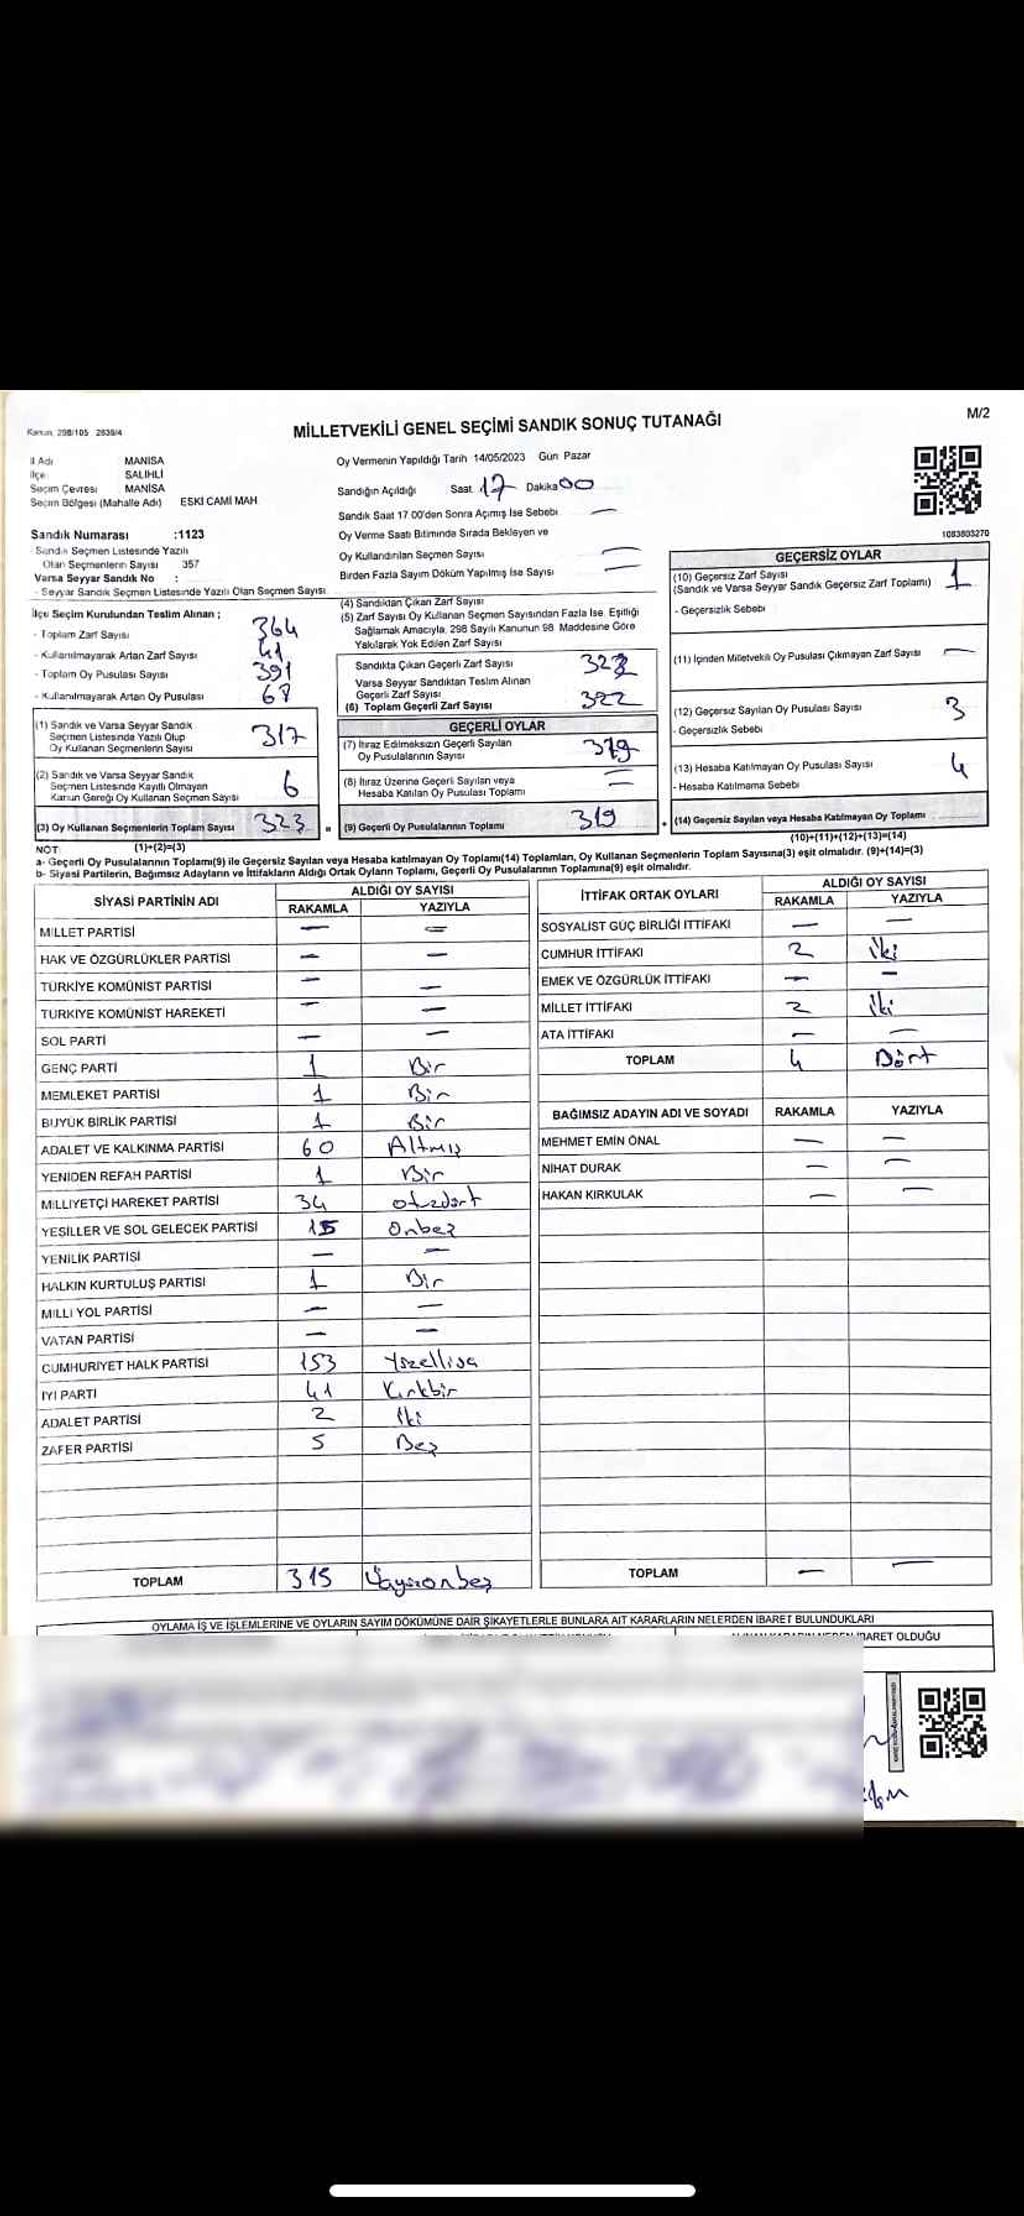 M/2
Kanun 298/105 2839/4
MİLLETVEKİLİ GENEL SEÇİMİ SANDIK SONUÇ TUTANAĞI
İl Adı MANİSA
İlçe SALİHLİ
Seçim Çevresi MANİSA
Seçim Bölgesi (Mahalle Adı) ESKİ CAMİ MAH
Sandık Numarası :1123
- Sandık Seçmen Listesinde Yazılı
Olan Seçmenlerin Sayısı 357
Varsa Seyyar Sandık No :
- Seyyar Sandık Seçmen Listesinde Yazılı Olan Seçmen Sayısı
Oy Vermenin Yapıldığı Tarih 14/05/2023 Gün Pazar
Sandığın Açıldığı Saat 17 Dakika 00
Sandık Saat 17 00'den Sonra Açımış İse Sebebi —
Oy Verme Saati Bitiminde Sırada Bekleyen ve
Oy Kullandırılan Seçmen Sayısı —
Birden Fazla Sayım Döküm Yapılmış İse Sayısı —
1083803270
İlçe Seçim Kurulundan Teslim Alınan ;
- Toplam Zarf Sayısı 364
- Kullanılmayarak Artan Zarf Sayısı 41
- Toplam Oy Pusulası Sayısı 391
- Kullanılmayarak Artan Oy Pusulası 68
(1) Sandık ve Varsa Seyyar Sandık
Seçmen Listesinde Yazılı Olup
Oy Kullanan Seçmenlerin Sayısı 317
(2) Sandık ve Varsa Seyyar Sandık
Seçmen Listesinde Kayıtlı Olmayan
Kanun Gereği Oy Kullanan Seçmen Sayısı 6
(3) Oy Kullanan Seçmenlerin Toplam Sayısı 323 =
(1)+(2)=(3)
(4) Sandıktan Çıkan Zarf Sayısı
(5) Zarf Sayısı Oy Kullanan Seçmen Sayısından Fazla İse, Eşitliği
Sağlamak Amacıyla, 298 Sayılı Kanunun 98 Maddesine Göre
Yakılarak Yok Edilen Zarf Sayısı
Sandıkta Çıkan Geçerli Zarf Sayısı 322
Varsa Seyyar Sandıktan Teslim Alınan
Geçerli Zarf Sayısı
(6) Toplam Geçerli Zarf Sayısı 322
GEÇERLİ OYLAR
(7) İtiraz Edilmeksizin Geçerli Sayılan
Oy Pusulalarının Sayısı 319
(8) İtiraz Üzerine Geçerli Sayılan veya
Hesaba Katılan Oy Pusulası Toplamı —
(9) Geçerli Oy Pusulalarının Toplamı 319 +
GEÇERSİZ OYLAR
(10) Geçersiz Zarf Sayısı
(Sandık ve Varsa Seyyar Sandık Geçersiz Zarf Toplamı) 1
- Geçersizlik Sebebi
(11) İçinden Milletvekili Oy Pusulası Çıkmayan Zarf Sayısı —
(12) Geçersiz Sayılan Oy Pusulası Sayısı 3
- Geçersizlik Sebebi
(13) Hesaba Katılmayan Oy Pusulası Sayısı 4
- Hesaba Katılmama Sebebi
(14) Geçersiz Sayılan veya Hesaba Katılmayan Oy Toplamı
(10)+(11)+(12)+(13)=(14)
NOT
a- Geçerli Oy Pusulalarının Toplamı(9) ile Geçersiz Sayılan veya Hesaba katılmayan Oy Toplamı(14) Toplamları, Oy Kullanan Seçmenlerin Toplam Sayısına(3) eşit olmalıdır. (9)+(14)=(3)
b- Siyasi Partilerin, Bağımsız Adayların ve İttifakların Aldığı Ortak Oyların Toplamı, Geçerli Oy Pusulalarının Toplamına(9) eşit olmalıdır.
SİYASİ PARTİNİN ADI ALDIĞI OY SAYISI
RAKAMLA YAZIYLA
MİLLET PARTİSİ — —
HAK VE ÖZGÜRLÜKLER PARTİSİ — —
TÜRKİYE KOMÜNİST PARTİSİ — —
TÜRKİYE KOMÜNİST HAREKETİ — —
SOL PARTİ — —
GENÇ PARTİ 1 Bir
MEMLEKET PARTİSİ 1 Bir
BÜYÜK BİRLİK PARTİSİ 1 Bir
ADALET VE KALKINMA PARTİSİ 60 Altmış
YENİDEN REFAH PARTİSİ 1 Bir
MİLLİYETÇİ HAREKET PARTİSİ 34 otuzdört
YEŞİLLER VE SOL GELECEK PARTİSİ 15 Onbeş
YENİLİK PARTİSİ — —
HALKIN KURTULUŞ PARTİSİ 1 Bir
MİLLİ YOL PARTİSİ — —
VATAN PARTİSİ — —
CUMHURİYET HALK PARTİSİ 153
İYİ PARTİ 41 Kırkbir
ADALET PARTİSİ 2 İki
ZAFER PARTİSİ 5 Beş
TOPLAM 315 Üçyüzonbeş
İTTİFAK ORTAK OYLARI ALDIĞI OY SAYISI
RAKAMLA YAZIYLA
SOSYALİST GÜÇ BİRLİĞİ İTTİFAKI — —
CUMHUR İTTİFAKI 2 İki
EMEK VE ÖZGÜRLÜK İTTİFAKI — —
MİLLET İTTİFAKI 2 İki
ATA İTTİFAKI — —
TOPLAM 4 Dört
BAĞIMSIZ ADAYIN ADI VE SOYADI RAKAMLA YAZIYLA
MEHMET EMİN ÖNAL — —
NİHAT DURAK — —
HAKAN KIRKULAK — —
TOPLAM — —
OYLAMA İŞ VE İŞLEMLERİNE VE OYLARIN SAYIM DÖKÜMÜNE DAİR ŞİKAYETLERLE BUNLARA AİT KARARLARIN NELERDEN İBARET BULUNDUKLARI
OLDUĞU